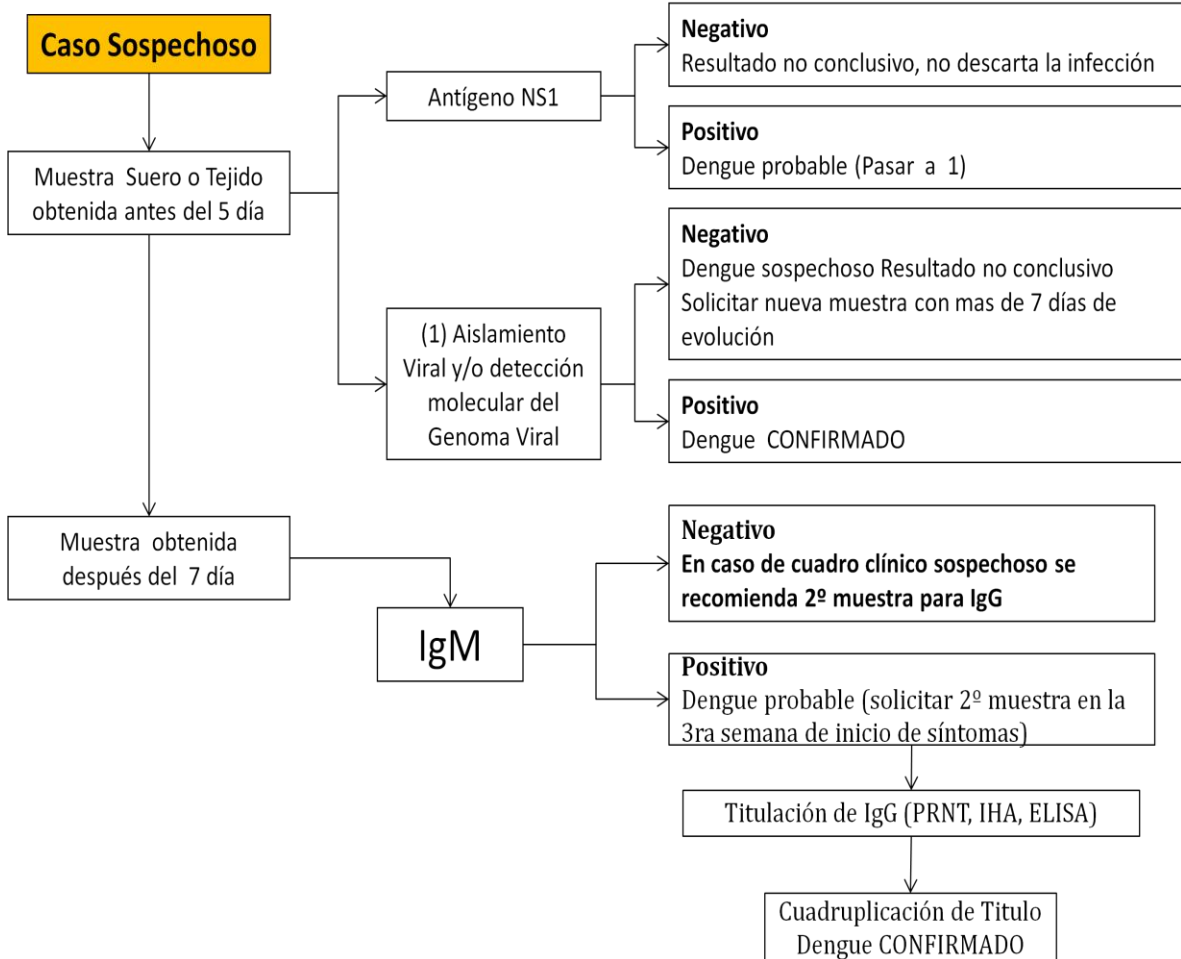 Caso Sospechoso
Muestra Suero o Tejido
obtenida antes del 5 día
Antígeno NS1
Negativo
Resultado no conclusivo, no descarta la infección
Positivo
Dengue probable (Pasar a 1)
(1) Aislamiento
Viral y/o detección
molecular del
Genoma Viral
Negativo
Dengue sospechoso Resultado no conclusivo
Solicitar nueva muestra con mas de 7 días de
evolución
Positivo
Dengue CONFIRMADO
Muestra obtenida
después del 7 día
IgM
Negativo
En caso de cuadro clínico sospechoso se
recomienda 2º muestra para IgG
Positivo
Dengue probable (solicitar 2º muestra en la
3ra semana de inicio de síntomas)
Titulación de IgG (PRNT, IHA, ELISA)
Cuadruplicación de Titulo
Dengue CONFIRMADO